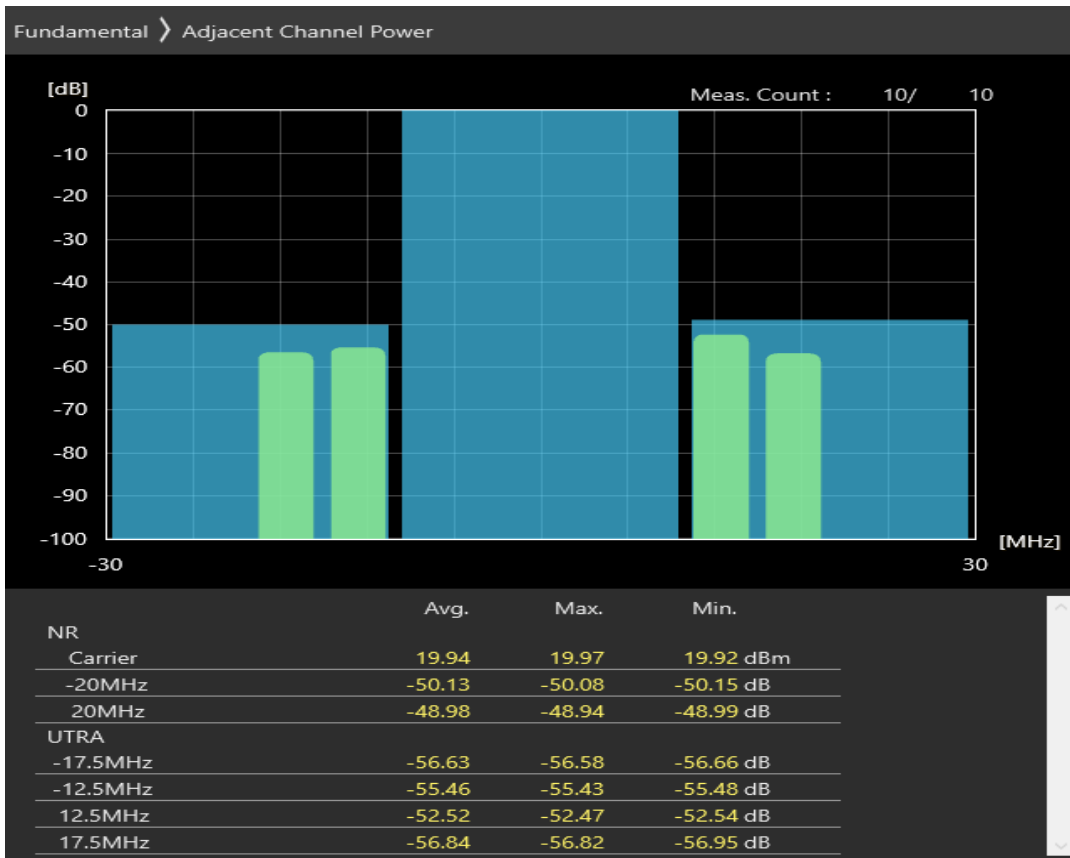 Fundamental 〉 Adjacent Channel Power
[dB]
Meas. Count : 10/ 10
0
-10
-20
-30
-40
-50
-60
-70
-80
-90
-100
[MHz]
-30 30
Avg. Max. Min.
NR
Carrier 19.94 19.97 19.92 dBm
-20MHz -50.13 -50.08 -50.15 dB
20MHz -48.98 -48.94 -48.99 dB
UTRA
-17.5MHz -56.63 -56.58 -56.66 dB
-12.5MHz -55.46 -55.43 -55.48 dB
12.5MHz -52.52 -52.47 -52.54 dB
17.5MHz -56.84 -56.82 -56.95 dB